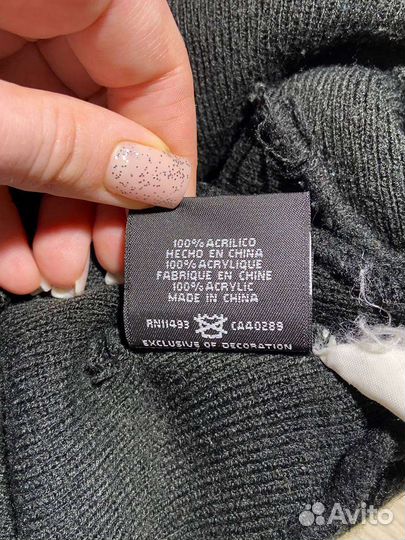 100% ACRILICO
HECHO EN CHINA
100% ACRYLIQUE
FABRIQUE EN CHINE
100% ACRYLIC
MADE IN CHINA
RN11493 CA40289
EXCLUSIVE OF DECORATION
Avito